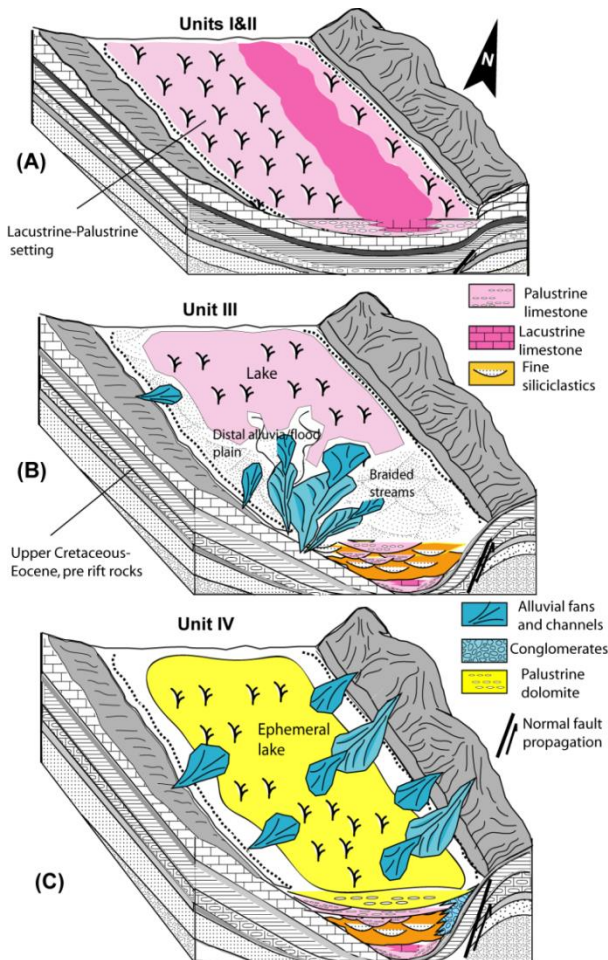 Units I&II
N
(A)
Lacustrine-Palustrine
setting
Unit III
Palustrine
limestone
Lacustrine
limestone
Fine
siliciclastics
Lake
Distal alluvia/flood
plain
Braided
streams
(B)
Upper Cretaceous-
Eocene, pre rift rocks
Unit IV
Alluvial fans
and channels
Conglomerates
Palustrine
dolomite
Normal fault
propagation
Ephemeral
lake
(C)